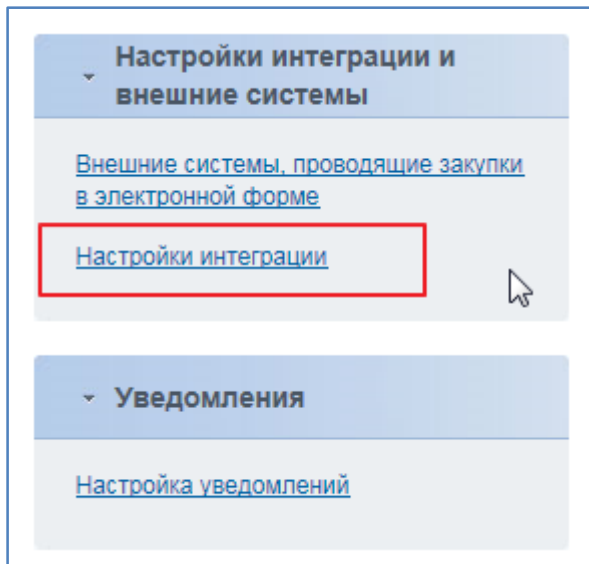 Настройки интеграции и
внешние системы
Внешние системы, проводящие закупки
в электронной форме
Настройки интеграции
Уведомления
Настройка уведомлений